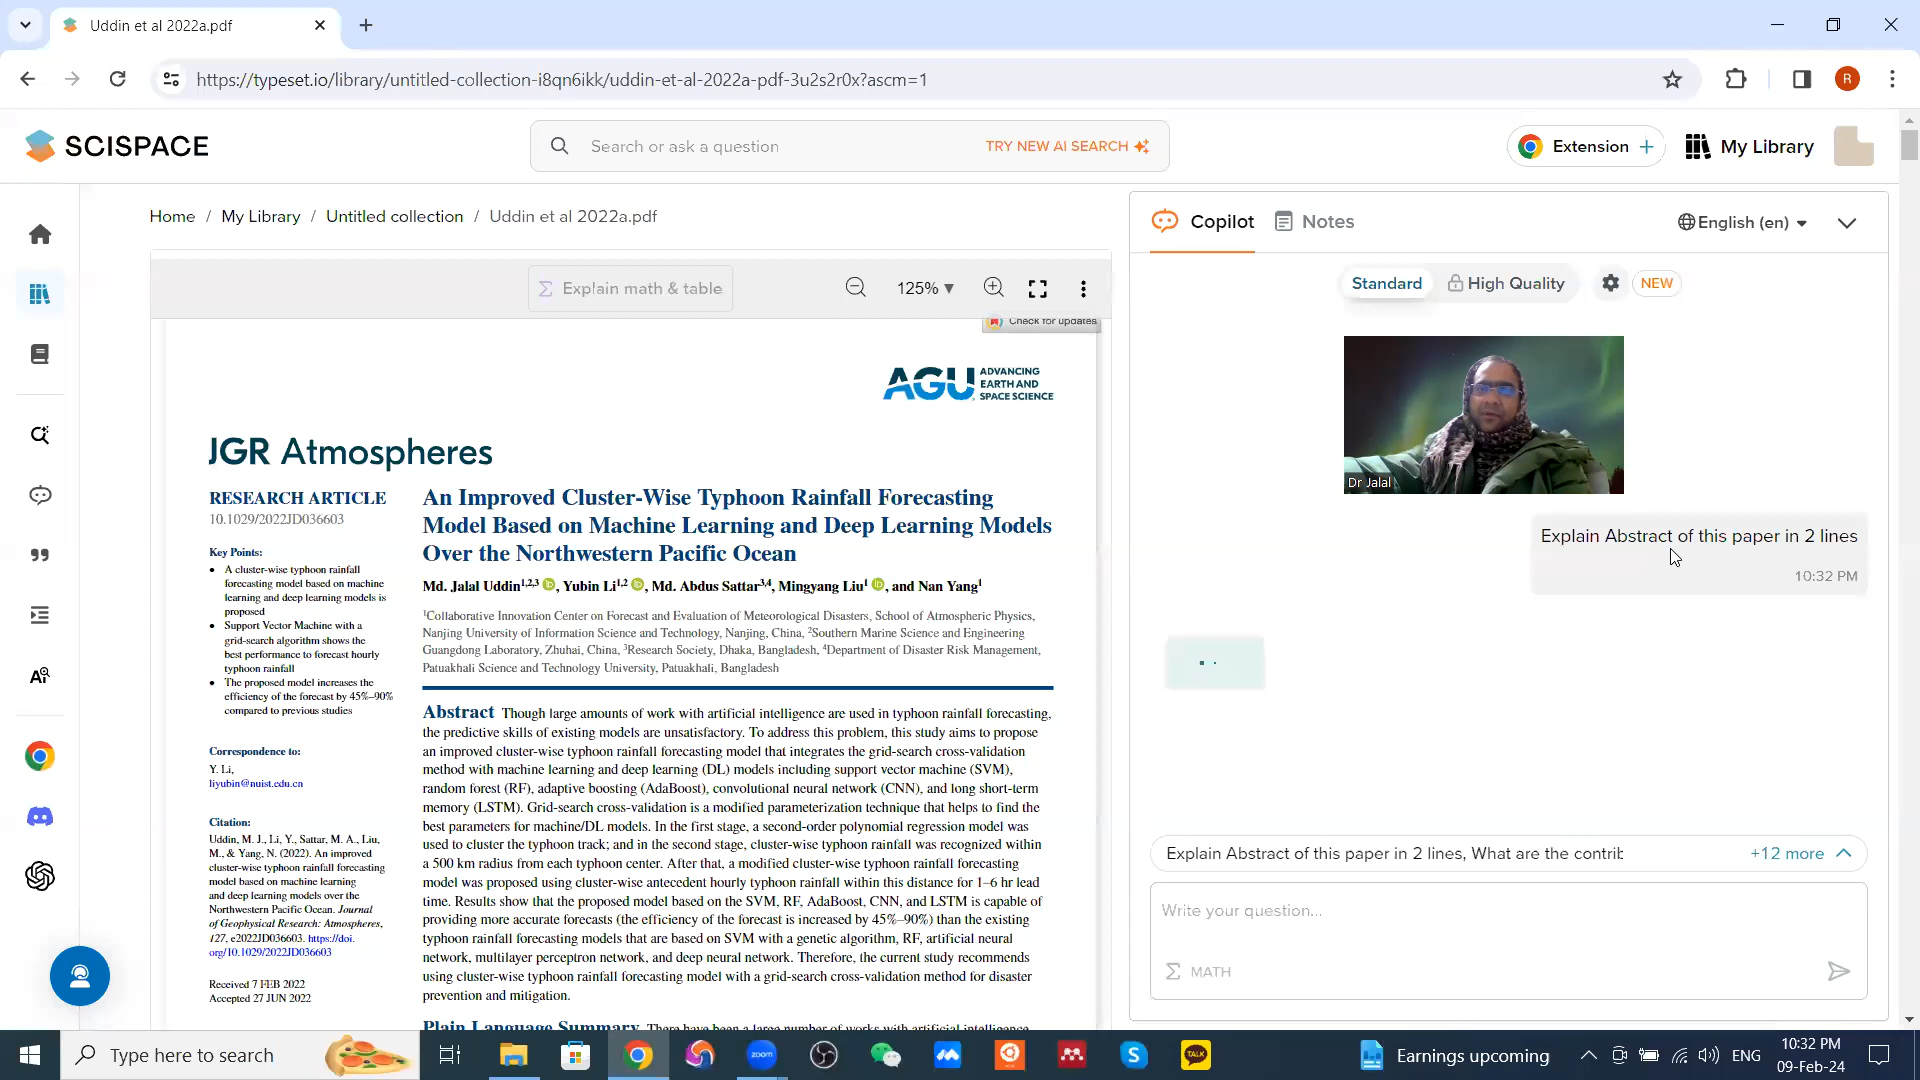 Uddin et al 2022a.pdf
https://typeset.io/library/untitled-collection-i8qn6ikk/uddin-et-al-2022a-pdf-3u2s2r0x?ascm=1
R
SCISPACE
Search or ask a question
TRY NEW AI SEARCH
Extension +
My Library
Home / My Library / Untitled collection / Uddin et al 2022a.pdf
Explain math & table
125%
Check for updates
AGU ADVANCING
EARTH AND
SPACE SCIENCE
JGR Atmospheres
RESEARCH ARTICLE
10.1029/2022JD036603
Key Points:
• A cluster-wise typhoon rainfall
forecasting model based on machine
learning and deep learning models is
proposed
• Support Vector Machine with a
grid-search algorithm shows the
best performance to forecast hourly
typhoon rainfall
• The proposed model increases the
efficiency of the forecast by 45%–90%
compared to previous studies
Correspondence to:
Y. Li,
liyubin@nuist.edu.cn
Citation:
Uddin, M. J., Li, Y., Sattar, M. A., Liu,
M., & Yang, N. (2022). An improved
cluster-wise typhoon rainfall forecasting
model based on machine learning
and deep learning models over the
Northwestern Pacific Ocean. Journal
of Geophysical Research: Atmospheres,
127, e2022JD036603. https://doi.
org/10.1029/2022JD036603
Received 7 FEB 2022
Accepted 27 JUN 2022
An Improved Cluster-Wise Typhoon Rainfall Forecasting
Model Based on Machine Learning and Deep Learning Models
Over the Northwestern Pacific Ocean
Md. Jalal Uddin1,2,3, Yubin Li1,2, Md. Abdus Sattar3,4, Mingyang Liu1, and Nan Yang1
1Collaborative Innovation Center on Forecast and Evaluation of Meteorological Disasters, School of Atmospheric Physics,
Nanjing University of Information Science and Technology, Nanjing, China, 2Southern Marine Science and Engineering
Guangdong Laboratory, Zhuhai, China, 3Research Society, Dhaka, Bangladesh, 4Department of Disaster Risk Management,
Patuakhali Science and Technology University, Patuakhali, Bangladesh
Abstract Though large amounts of work with artificial intelligence are used in typhoon rainfall forecasting,
the predictive skills of existing models are unsatisfactory. To address this problem, this study aims to propose
an improved cluster-wise typhoon rainfall forecasting model that integrates the grid-search cross-validation
method with machine learning and deep learning (DL) models including support vector machine (SVM),
random forest (RF), adaptive boosting (AdaBoost), convolutional neural network (CNN), and long short-term
memory (LSTM). Grid-search cross-validation is a modified parameterization technique that helps to find the
best parameters for machine/DL models. In the first stage, a second-order polynomial regression model was
used to cluster the typhoon track; and in the second stage, cluster-wise typhoon rainfall was recognized within
a 500 km radius from each typhoon center. After that, a modified cluster-wise typhoon rainfall forecasting
model was proposed using cluster-wise antecedent hourly typhoon rainfall within this distance for 1–6 hr lead
time. Results show that the proposed model based on the SVM, RF, AdaBoost, CNN, and LSTM is capable of
providing more accurate forecasts (the efficiency of the forecast is increased by 45%–90%) than the existing
typhoon rainfall forecasting models that are based on SVM with a genetic algorithm, RF, artificial neural
network, multilayer perceptron network, and deep neural network. Therefore, the current study recommends
using cluster-wise typhoon rainfall forecasting model with a grid-search cross-validation method for disaster
prevention and mitigation.
Plain Language Summary There have been a large number of works with artificial intelligence
Copilot
Notes
English (en)
Standard
High Quality
NEW
Dr Jalal
Explain Abstract of this paper in 2 lines
10:32 PM
Explain Abstract of this paper in 2 lines, What are the contrib
+12 more
Write your question...
MATH
Type here to search
zoom
TALK
Earnings upcoming
ENG
10:32 PM
09-Feb-24